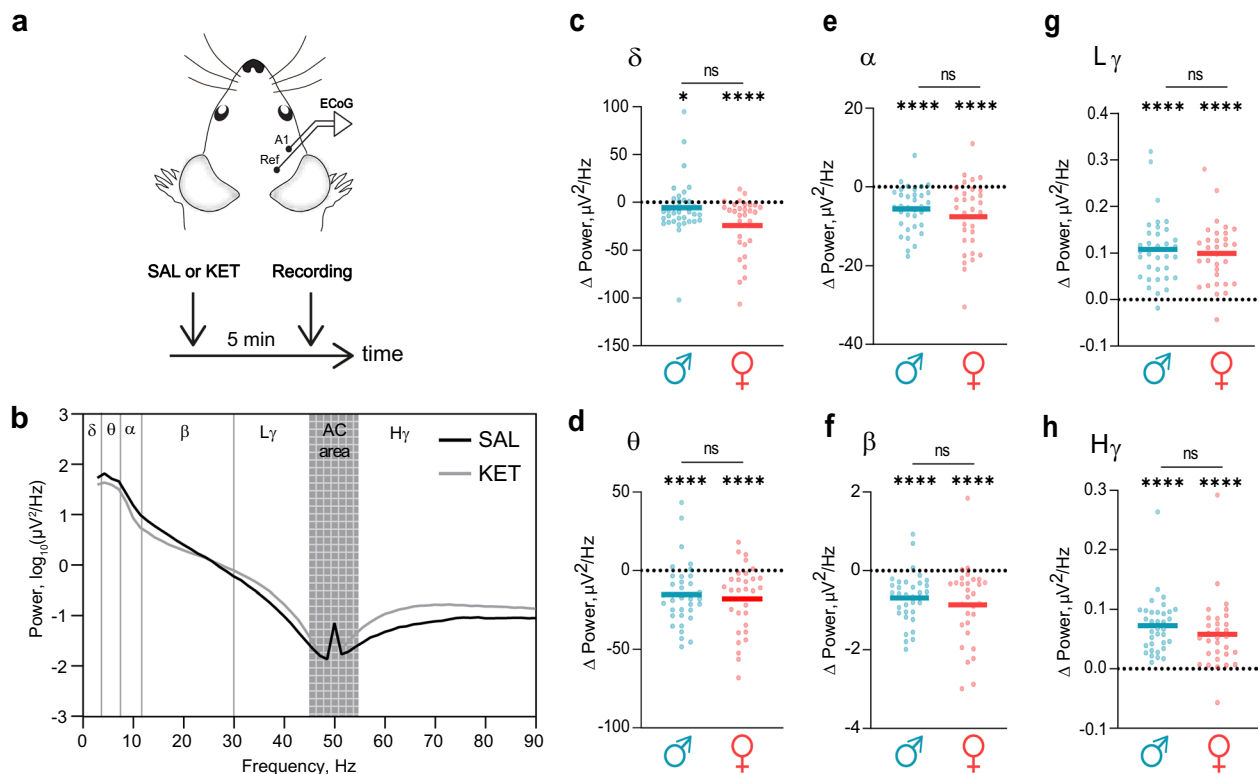 a
ECoG
A1
Ref
SAL or KET
Recording
5 min
time
b
3
2
1
0
-1
-2
-3
Power, log₁₀(µV²/Hz)
δ
θ
α
β
Lγ
AC
area
Hγ
SAL
KET
0
10
30
50
70
90
Frequency, Hz
c
δ
ns
* ****
100
50
0
-50
-100
-150
Δ Power, µV²/Hz
♂ ♀
d
θ
ns
**** ****
50
0
-50
-100
Δ Power, µV²/Hz
♂ ♀
e
α
ns
**** ****
20
0
-20
-40
Δ Power, µV²/Hz
♂ ♀
f
β
ns
**** ****
2
0
-2
-4
Δ Power, µV²/Hz
♂ ♀
g
L γ
ns
**** ****
0.4
0.3
0.2
0.1
0.0
-0.1
Δ Power, µV²/Hz
♂ ♀
h
Hγ
ns
**** ****
0.3
0.2
0.1
0.0
-0.1
Δ Power, µV²/Hz
♂ ♀